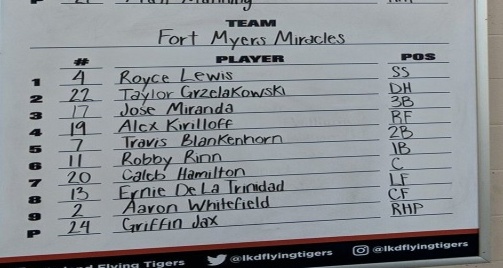 TEAM
Fort Myers Miracles
# PLAYER POS
1 4 Royce Lewis SS
2 22 Taylor Grzelakowski DH
3 17 Jose Miranda 3B
4 19 Alex Kirilloff RF
5 7 Travis Blankenhorn 2B
6 11 Robby Rinn 1B
7 20 Caleb Hamilton C
8 13 Ernie De La Trinidad LF
9 2 Aaron Whitefield CF
P 24 Griffin Jax RHP
Flying Tigers @lkdflyingtigers @lkdflyingtigers